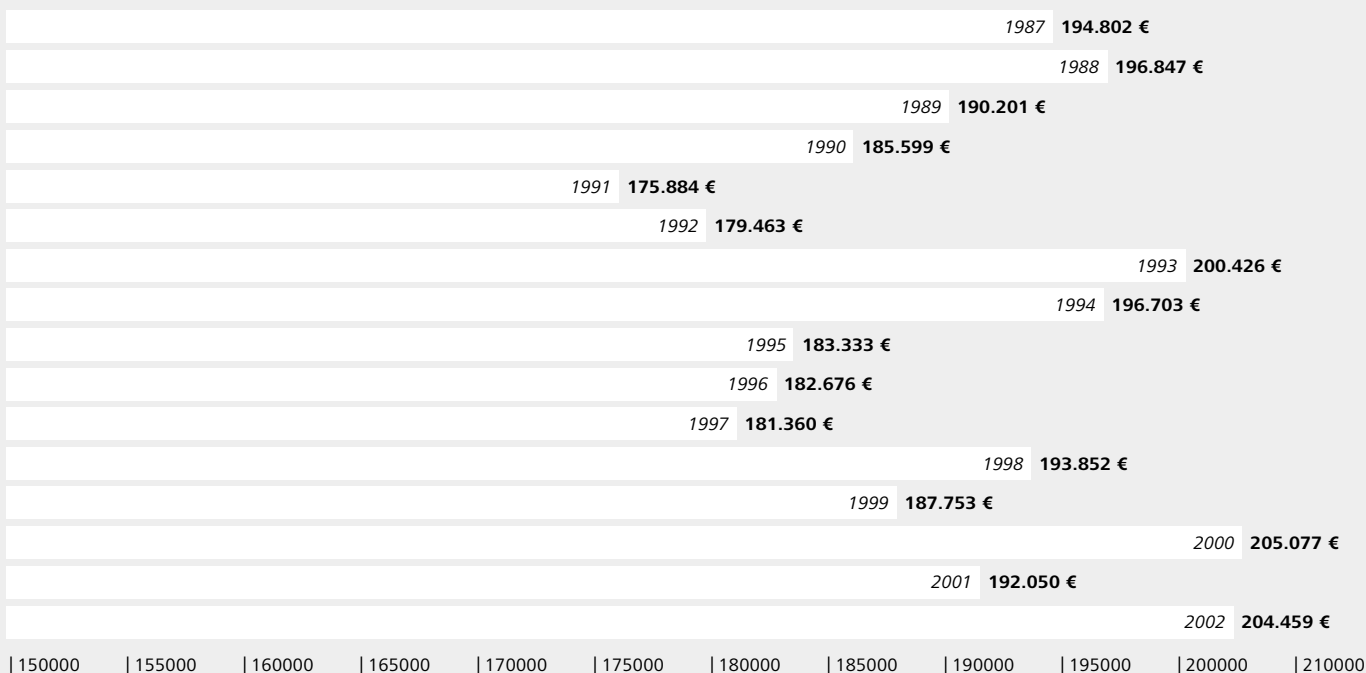 1987 194.802 €
1988 196.847 €
1989 190.201 €
1990 185.599 €
1991 175.884 €
1992 179.463 €
1993 200.426 €
1994 196.703 €
1995 183.333 €
1996 182.676 €
1997 181.360 €
1998 193.852 €
1999 187.753 €
2000 205.077 €
2001 192.050 €
2002 204.459 €
|150000 |155000 |160000 |165000 |170000 |175000 |180000 |185000 |190000 |195000 |200000 |210000